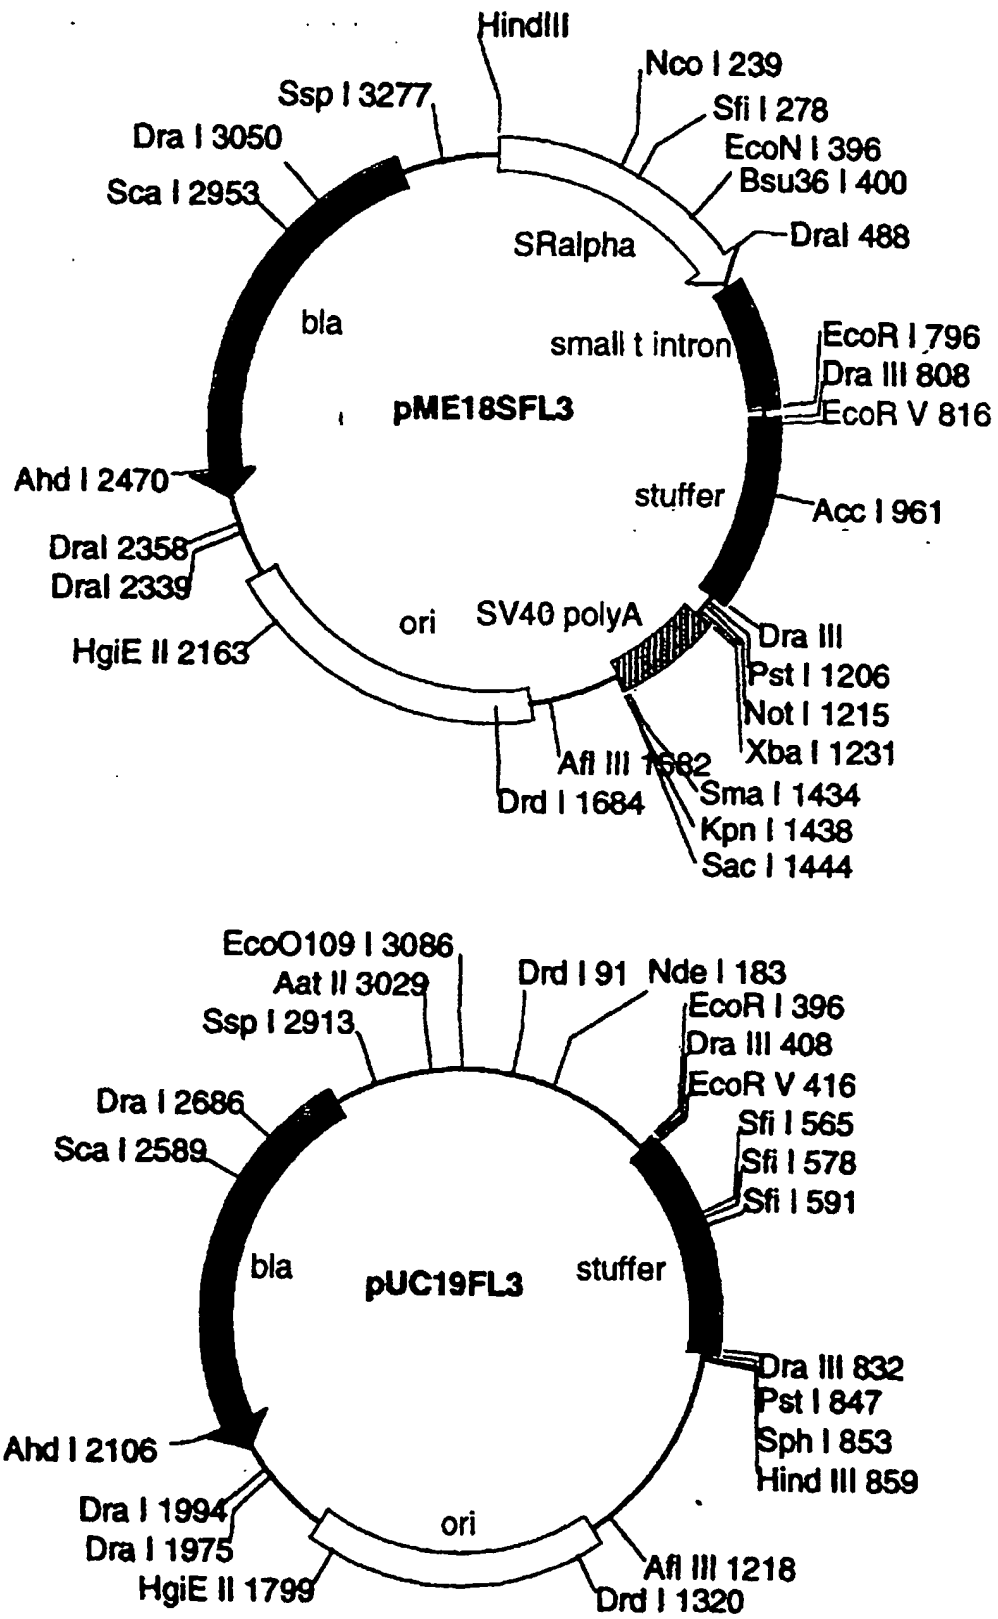 HindIII
Nco I 239
Ssp I 3277
Sfi I 278
Dra I 3050
EcoN I 396
Sca I 2953
Bsu36 I 400
SRalpha
DraI 488
bla
small t intron
EcoR I 796
Dra III 808
pME18SFL3
EcoR V 816
Ahd I 2470
stuffer
Acc I 961
DraI 2358
DraI 2339
ori
SV40 polyA
HgiE II 2163
Dra III
Pst I 1206
Not I 1215
Xba I 1231
Afl III
Drd I 1684
Sma I 1434
Kpn I 1438
Sac I 1444
EcoO109 I 3086
Drd I 91
Nde I 183
Aat II 3029
EcoR I 396
Ssp I 2913
Dra III 408
EcoR V 416
Dra I 2686
Sfi I 565
Sca I 2589
Sfi I 578
Sfi I 591
bla
pUC19FL3
stuffer
Dra III 832
Pst I 847
Ahd I 2106
Sph I 853
Hind III 859
Dra I 1994
ori
Dra I 1975
HgiE II 1799
Afl III 1218
Drd I 1320